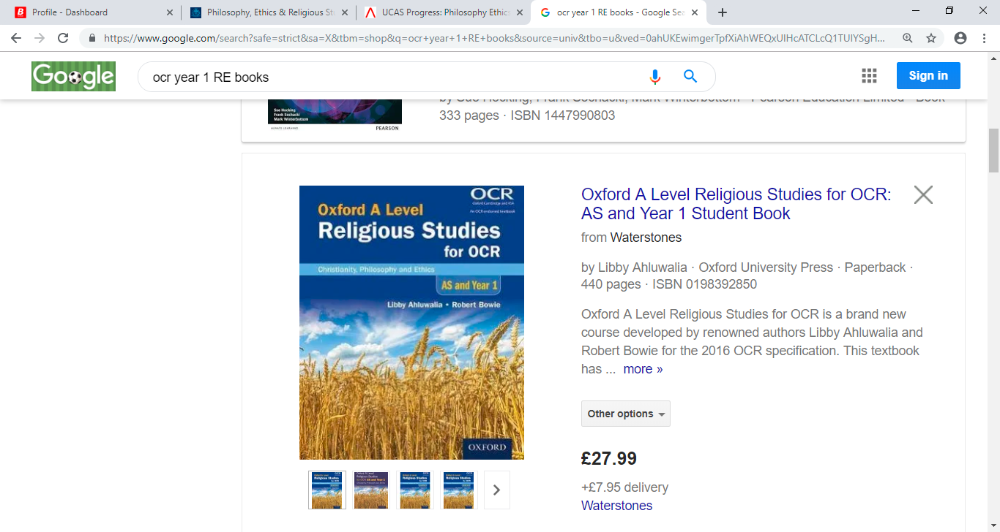 Profile - Dashboard
Philosophy, Ethics & Religious St
UCAS Progress: Philosophy Ethic
ocr year 1 RE books - Google Sea
https://www.google.com/search?safe=strict&sa=X&tbm=shop&q=ocr+year+1+RE+books&source=univ&tbo=u&ved=0ahUKEwimgerTpfXiAhWEQxUIHcATCLcQ1TUIYSgH...
Google
ocr year 1 RE books
Sign in
by Sue Hocking, Frank Sochacki, Mark Winterbottom · Pearson Education Limited · Book
333 pages · ISBN 1447990803
Sue Hocking
Frank Sochacki
Mark Winterbottom
ALWAYS LEARNING
PEARSON
OCR
Oxford Cambridge and RSA
An OCR endorsed textbook
Oxford A Level
Religious Studies
for OCR
Christianity, Philosophy and Ethics
AS and Year 1
Libby Ahluwalia • Robert Bowie
OXFORD
Oxford A Level Religious Studies for OCR:
AS and Year 1 Student Book
from Waterstones
by Libby Ahluwalia · Oxford University Press · Paperback ·
440 pages · ISBN 0198392850
Oxford A Level Religious Studies for OCR is a brand new
course developed by renowned authors Libby Ahluwalia and
Robert Bowie for the 2016 OCR specification. This textbook
has ... more »
Other options
£27.99
+£7.95 delivery
Waterstones